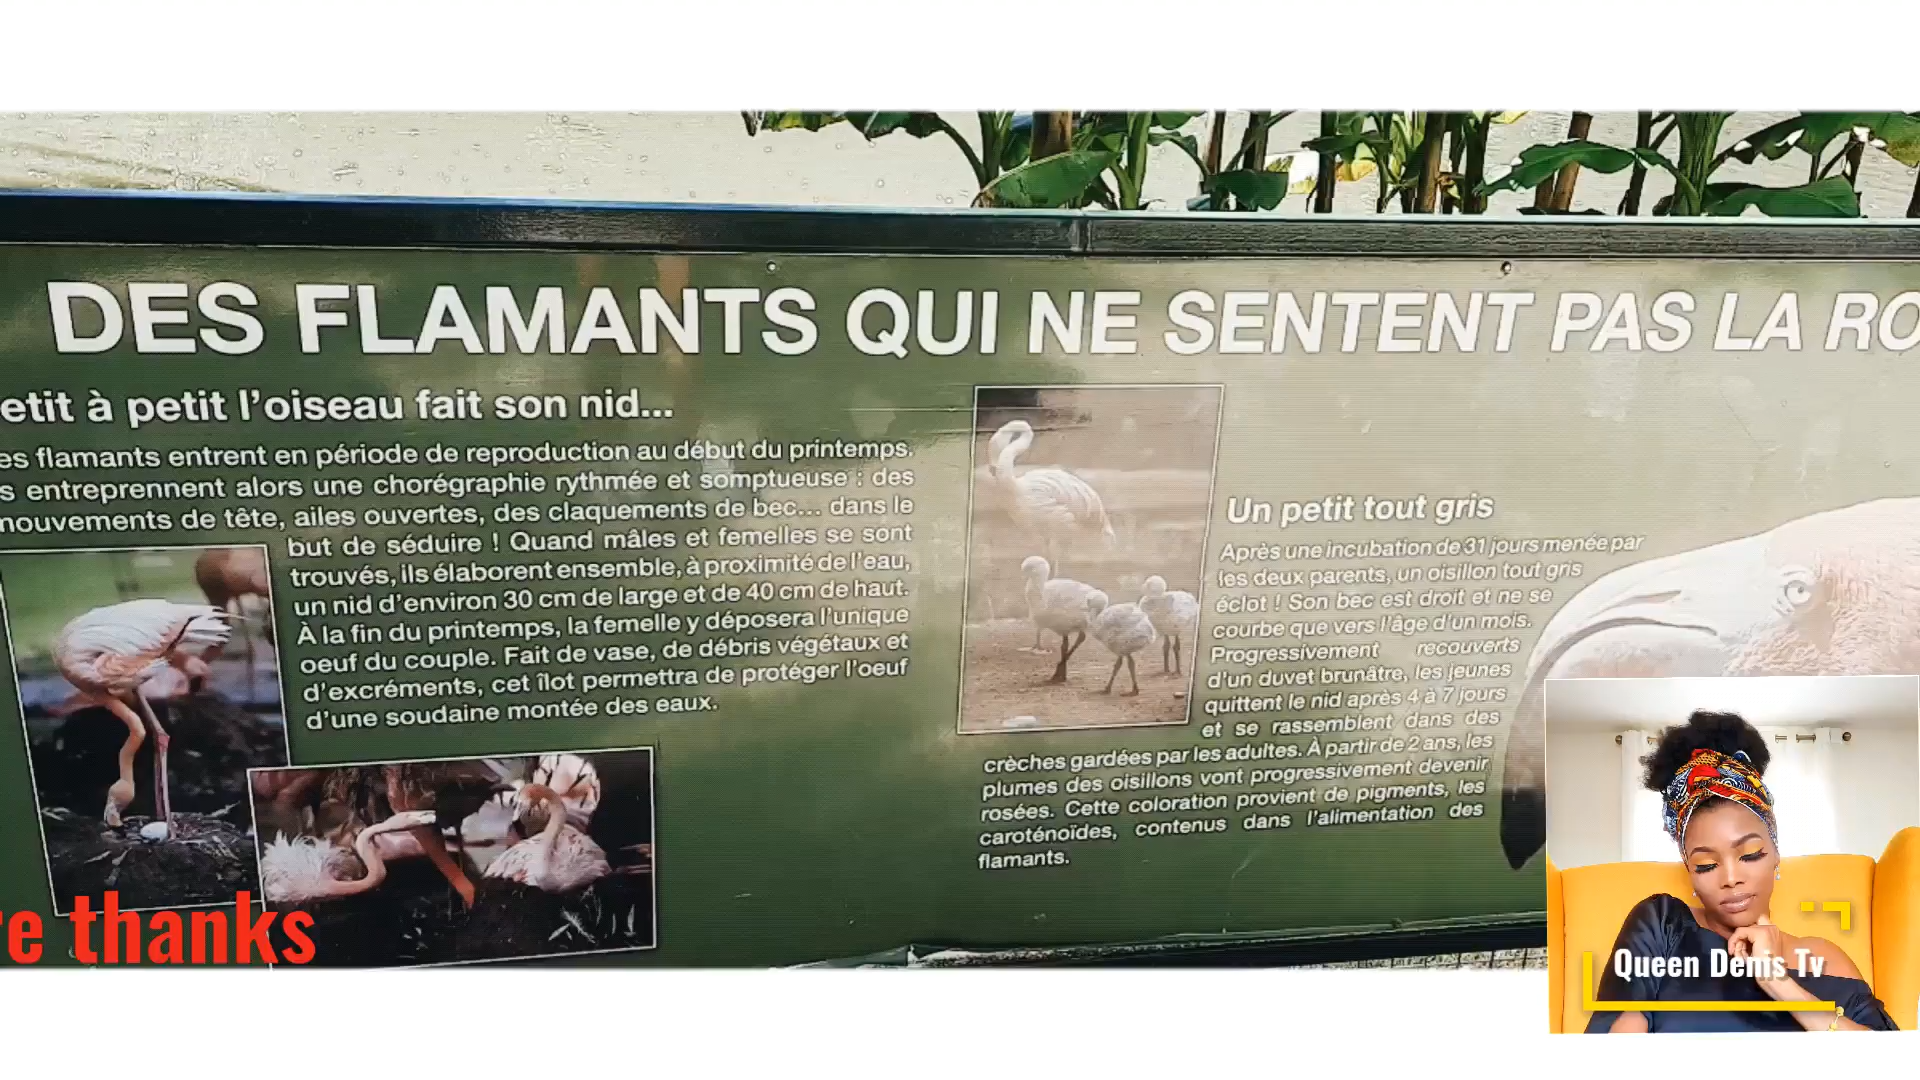 DES FLAMANTS QUI NE SENTENT PAS LA RO
etit à petit l'oiseau fait son nid...
es flamants entrent en période de reproduction au début du printemps.
s entreprennent alors une chorégraphie rythmée et somptueuse : des
mouvements de tête, ailes ouvertes, des claquements de bec... dans le
but de séduire ! Quand mâles et femelles se sont
trouvés, ils élaborent ensemble, à proximité de l'eau,
un nid d'environ 30 cm de large et de 40 cm de haut.
À la fin du printemps, la femelle y déposera l'unique
oeuf du couple. Fait de vase, de débris végétaux et
d'excréments, cet îlot permettra de protéger l'oeuf
d'une soudaine montée des eaux.
Un petit tout gris
Après une incubation de 31 jours menée par
les deux parents, un oisillon tout gris
éclot ! Son bec est droit et ne se
courbe que vers l'âge d'un mois.
Progressivement recouverts
d'un duvet brunâtre, les jeunes
quittent le nid après 4 à 7 jours
et se rassemblent dans des
crèches gardées par les adultes. À partir de 2 ans, les
plumes des oisillons vont progressivement devenir
rosées. Cette coloration provient de pigments, les
caroténoïdes, contenus dans l'alimentation des
flamants.
re thanks
Queen Denis Tv